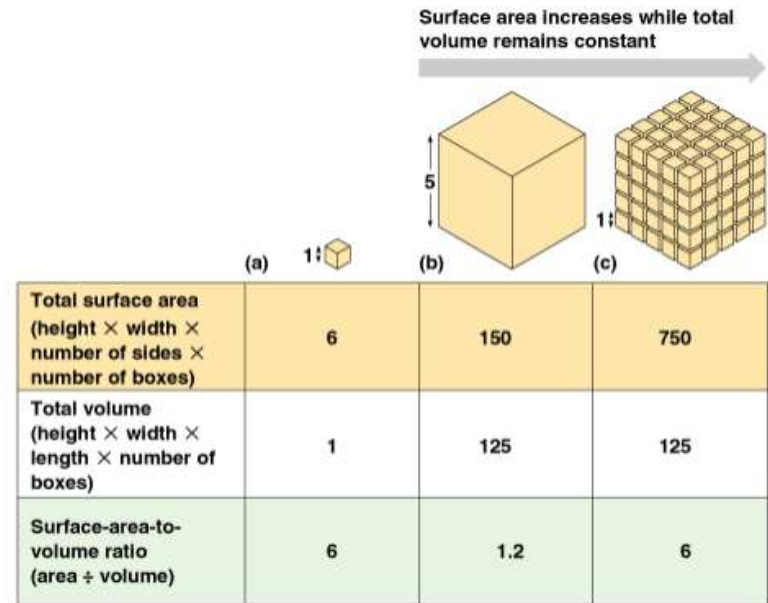 Surface area increases while total
volume remains constant
5
1
1
(a)
(b)
(c)
Total surface area
(height × width ×
number of sides ×
number of boxes)
6
150
750
Total volume
(height × width ×
length × number of
boxes)
1
125
125
Surface-area-to-
volume ratio
(area ÷ volume)
6
1.2
6